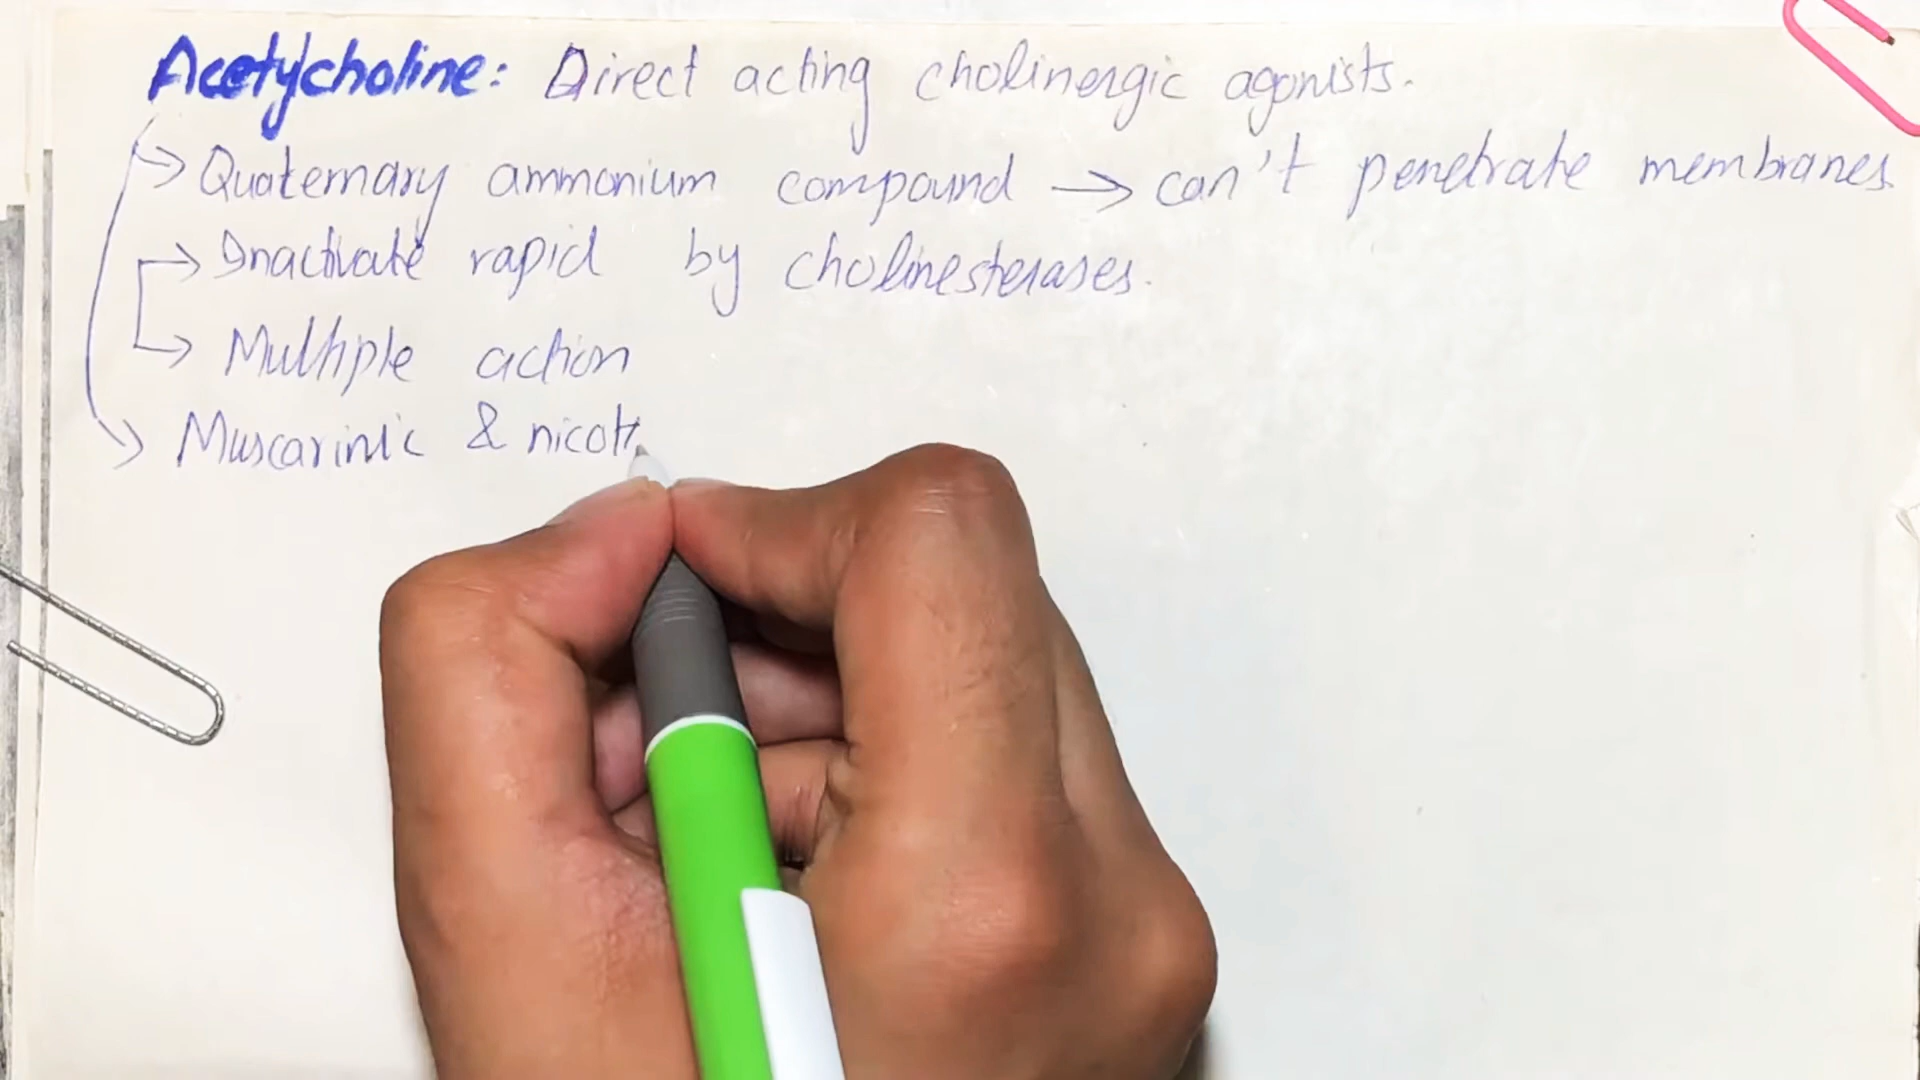 Acetylcholine: Direct acting cholinergic agonists.
→ Quaternary ammonium compound → can't penetrate membranes
→ Inactivate rapid by cholinesterases.
→ Multiple action
→ Muscarinic & nicoti